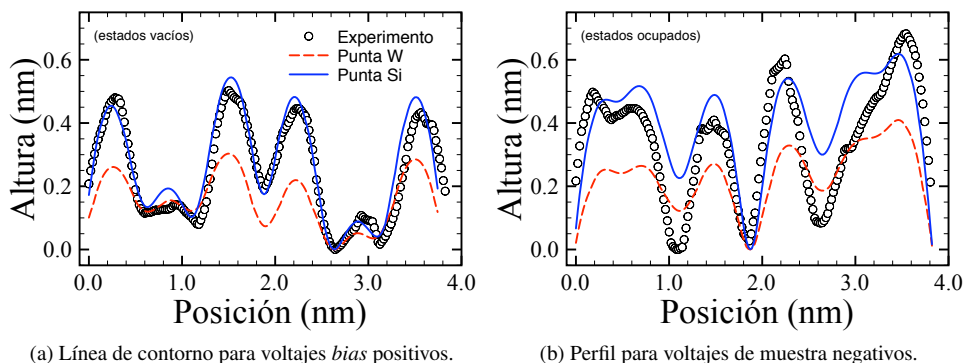 (estados vacíos)
Experimento
Punta W
Punta Si
Altura (nm)
0.6
0.4
0.2
0.0
0.0 1.0 2.0 3.0 4.0
Posición (nm)
(a) Línea de contorno para voltajes bias positivos.
(estados ocupados)
Altura (nm)
0.6
0.4
0.2
0.0
0.0 1.0 2.0 3.0 4.0
Posición (nm)
(b) Perfil para voltajes de muestra negativos.